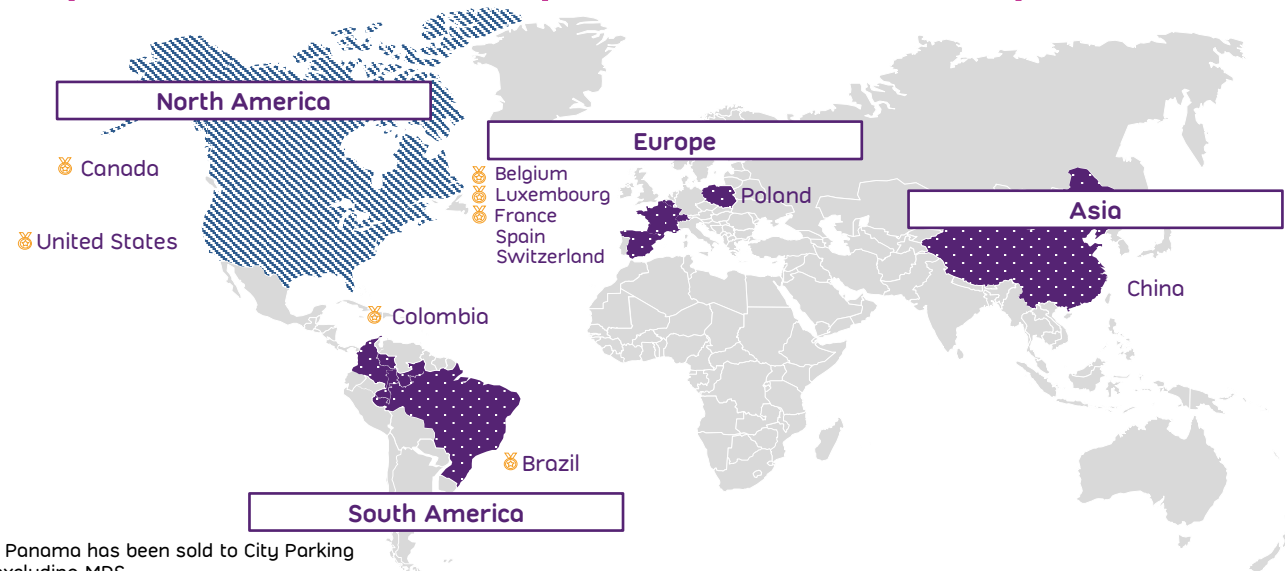 North America
Canada
United States
Europe
Belgium
Luxembourg
France
Spain
Switzerland
Poland
Asia
China
Colombia
Brazil
South America
Panama has been sold to City Parking